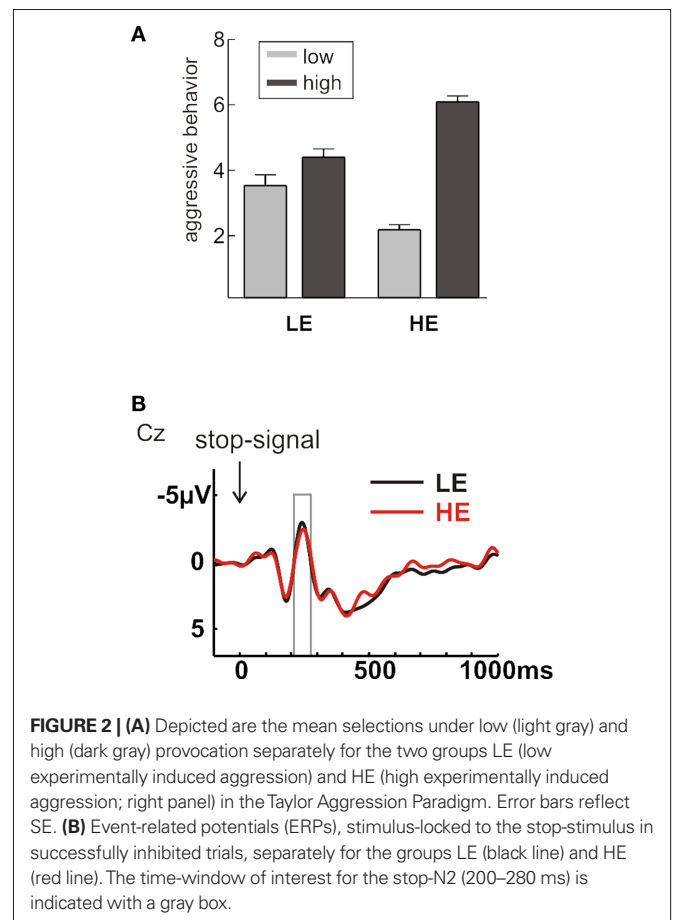 A
8
low
high
6
4
2
aggressive behavior
LE HE
B
Cz stop-signal
-5µV
LE
HE
0
5
0 500 1000ms
FIGURE 2 | (A) Depicted are the mean selections under low (light gray) and
high (dark gray) provocation separately for the two groups LE (low
experimentally induced aggression) and HE (high experimentally induced
aggression; right panel) in the Taylor Aggression Paradigm. Error bars reflect
SE. (B) Event-related potentials (ERPs), stimulus-locked to the stop-stimulus in
successfully inhibited trials, separately for the groups LE (black line) and HE
(red line). The time-window of interest for the stop-N2 (200–280 ms) is
indicated with a gray box.